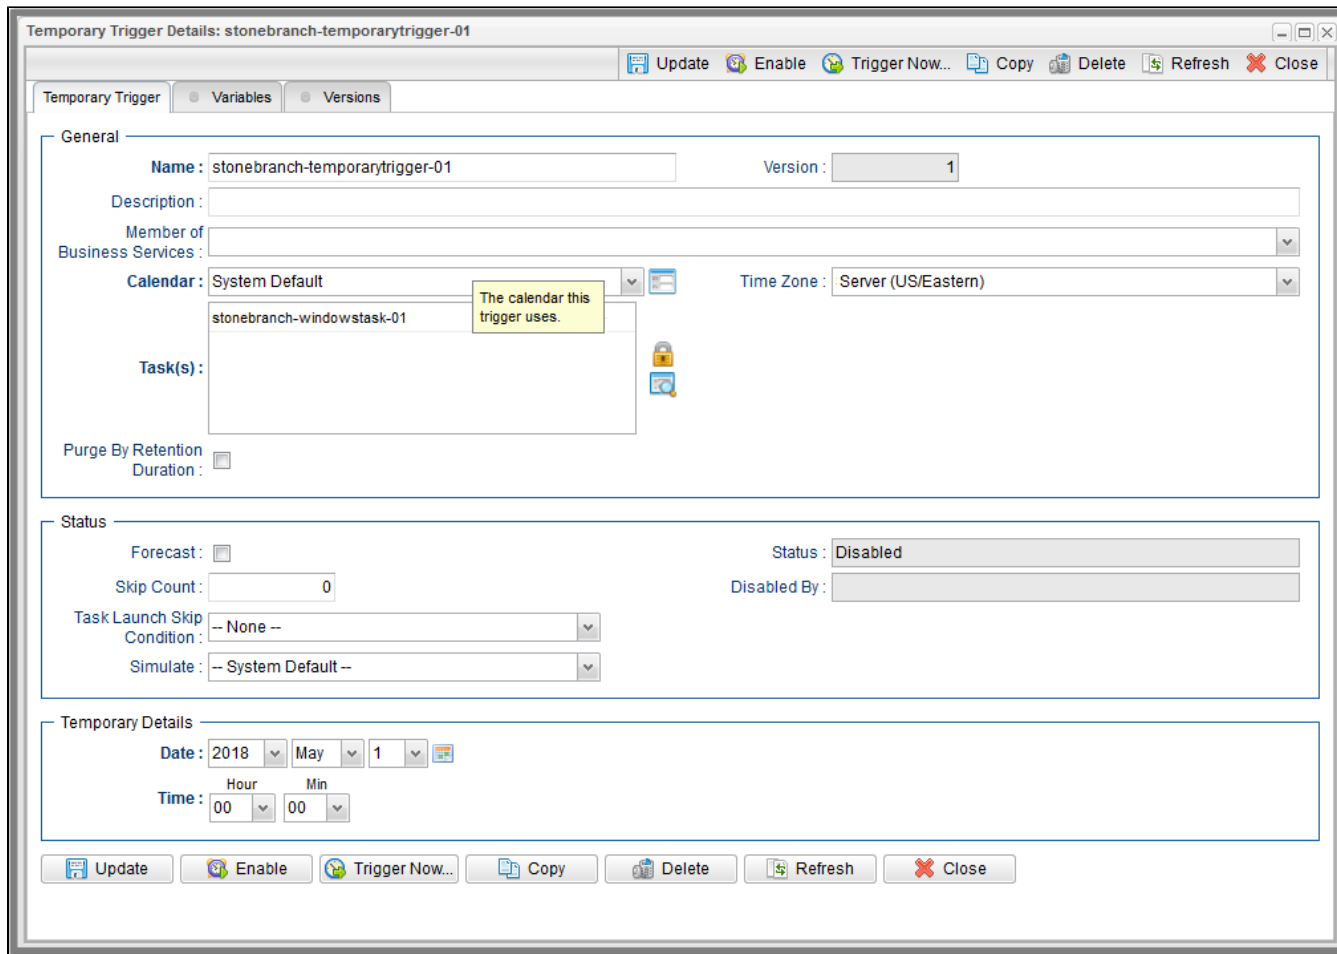 Temporary Trigger Details: stonebranch-temporarytrigger-01
Update Enable Trigger Now... Copy Delete Refresh Close
Temporary Trigger Variables Versions
General
Name : stonebranch-temporarytrigger-01 Version : 1
Description :
Member of
Business Services :
Calendar : System Default Time Zone : Server (US/Eastern)
The calendar this
trigger uses.
stonebranch-windowstask-01
Task(s) :
Purge By Retention
Duration :
Status
Forecast : Status : Disabled
Skip Count : 0 Disabled By :
Task Launch Skip
Condition : -- None --
Simulate : -- System Default --
Temporary Details
Date : 2018 May 1
Hour Min
Time : 00 00
Update Enable Trigger Now... Copy Delete Refresh Close